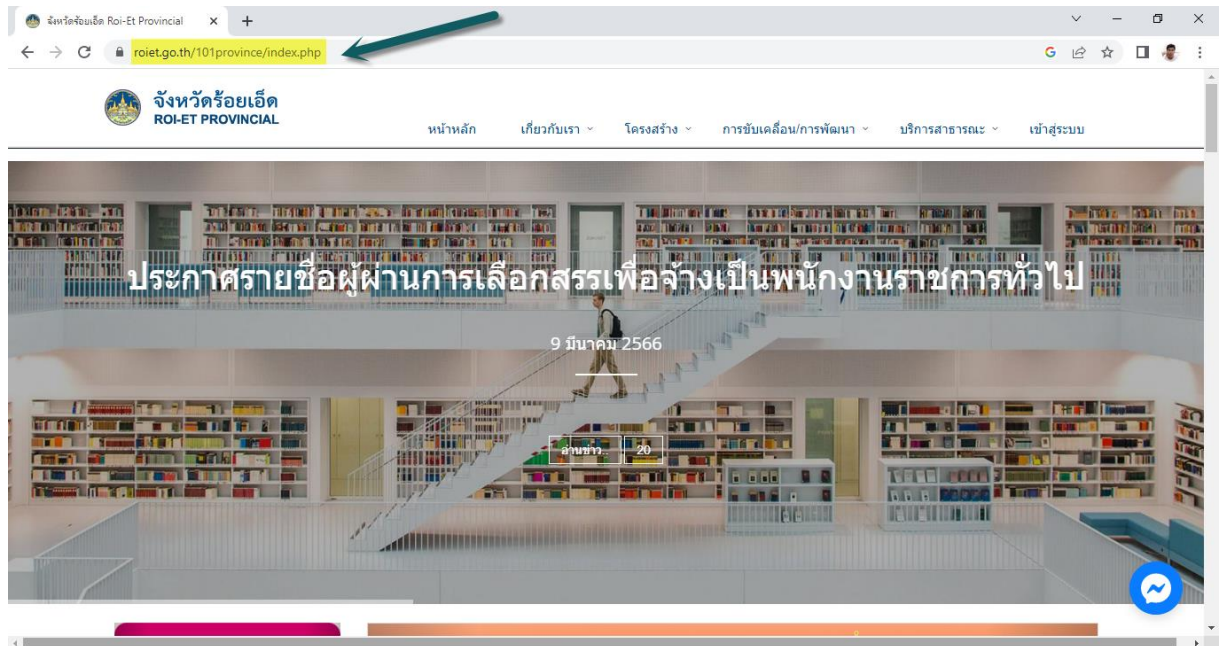 จังหวัดร้อยเอ็ด Roi-Et Provincial
roiet.go.th/101province/index.php
จังหวัดร้อยเอ็ด
ROI-ET PROVINCIAL
หน้าหลัก เกี่ยวกับเรา โครงสร้าง การขับเคลื่อน/การพัฒนา บริการสาธารณะ เข้าสู่ระบบ
ประกาศรายชื่อผู้ผ่านการเลือกสรรเพื่อจ้างเป็นพนักงานราชการทั่วไป
9 มีนาคม 2566
อ่านข่าว.. 20